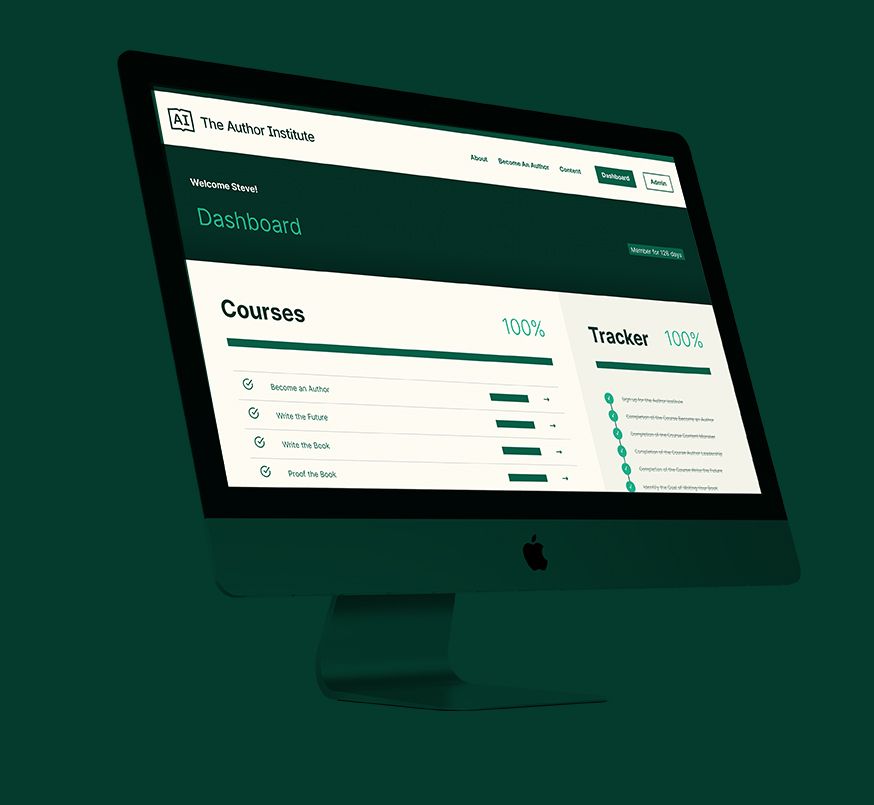 AI The Author Institute
About Become An Author Content Dashboard Admin
Welcome Steve!
Dashboard
Member for 128 days
Courses 100%
Become an Author →
Write the Future →
Write the Book →
Proof the Book →
Tracker 100%
Sign up for the Author Institute
Completion of the Course Become an Author
Completion of the Course Content Monster
Completion of the Course Author Leadership
Completion of the Course Write the Future
Identify the Goal of Writing Your Book